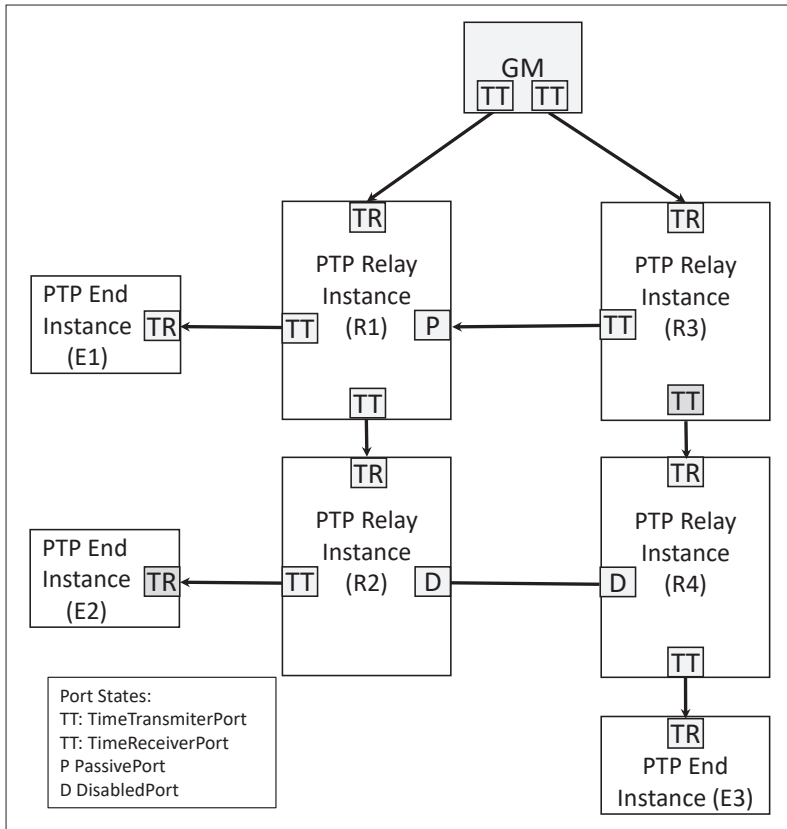 GM
TT TT
TR
PTP Relay
Instance
(R1)
TT
P
TT
TR
PTP Relay
Instance
(R3)
TT
TT
PTP End
Instance
(E1)
TR
TR
PTP Relay
Instance
(R2)
TT
D
TR
PTP Relay
Instance
(R4)
D
TT
PTP End
Instance
(E2)
TR
TR
PTP End
Instance (E3)
Port States:
TT: TimeTransmiterPort
TT: TimeReceiverPort
P PassivePort
D DisabledPort